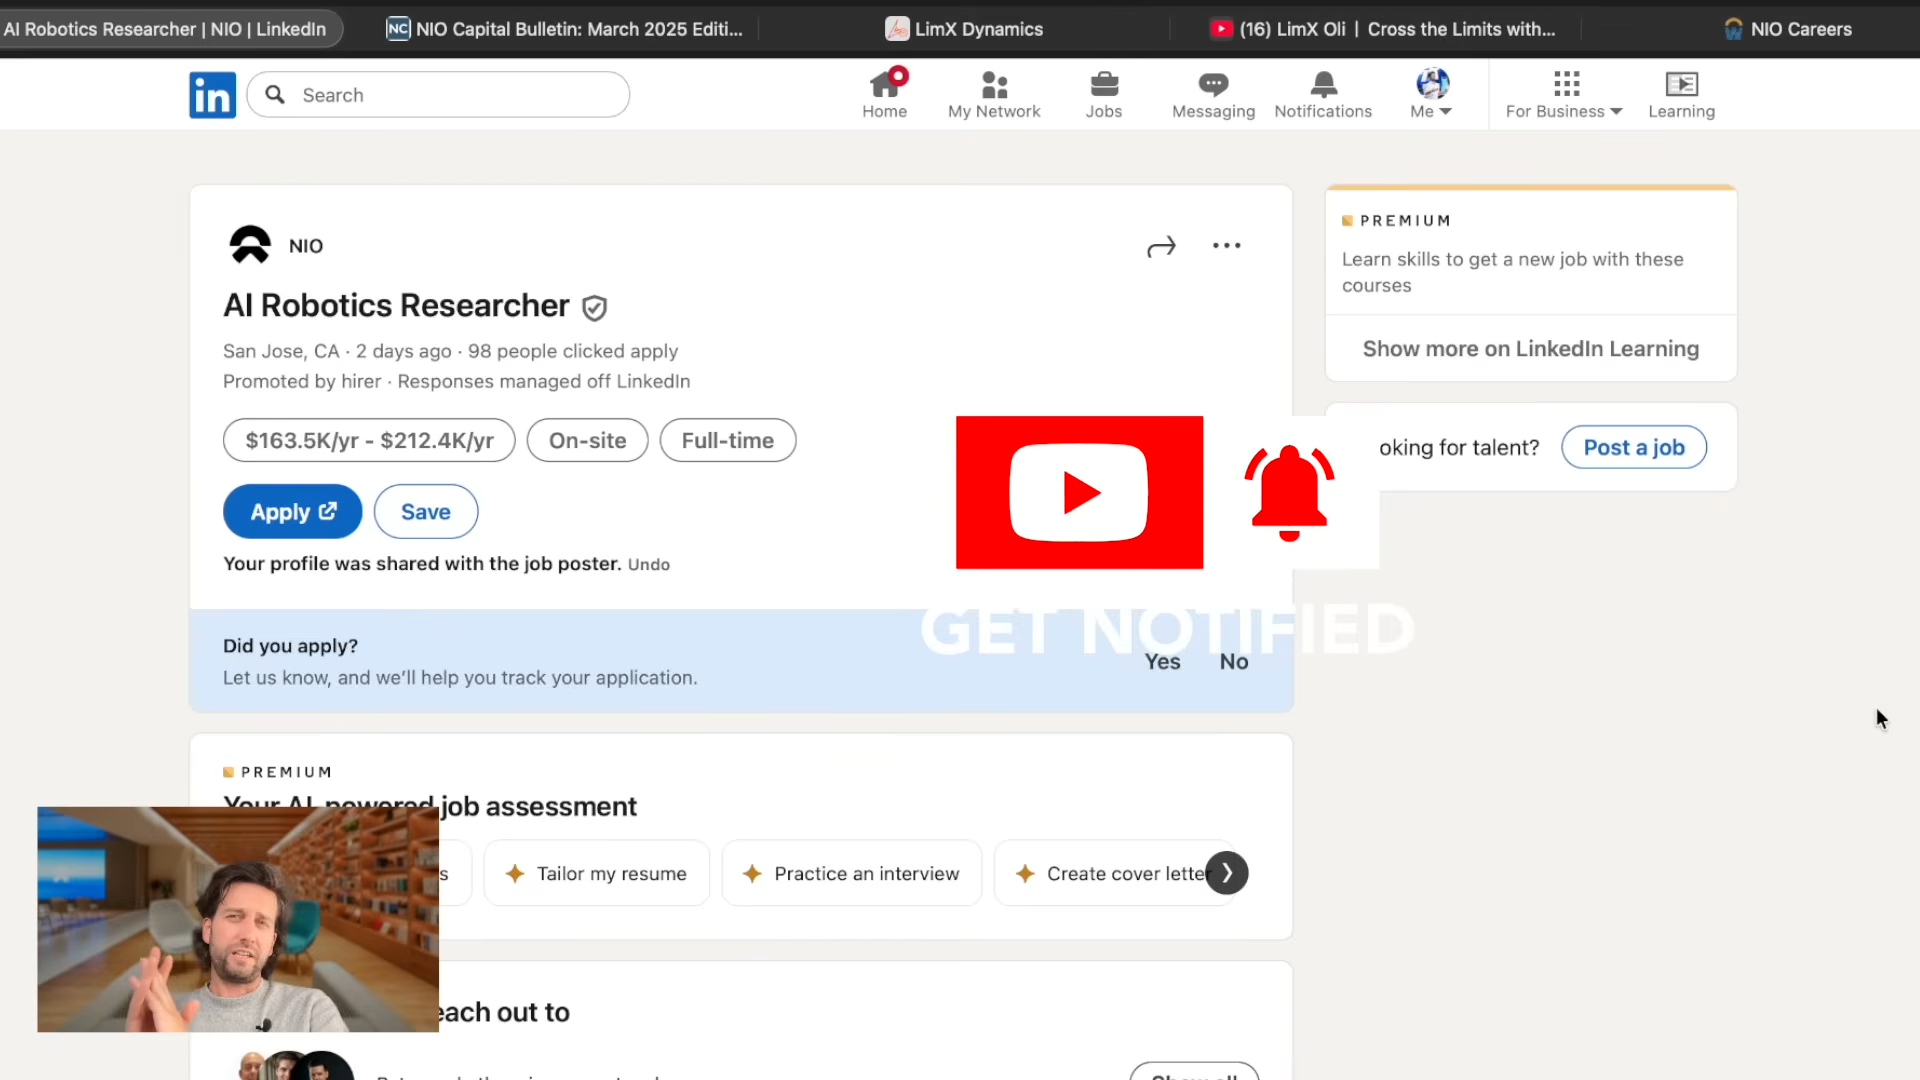 AI Robotics Researcher | NIO | LinkedIn
NC NIO Capital Bulletin: March 2025 Editi...
LimX Dynamics
(16) LimX Oli | Cross the Limits with...
NIO Careers
in Search
Home
My Network
Jobs
Messaging
Notifications
Me
For Business
Learning
NIO
AI Robotics Researcher
San Jose, CA · 2 days ago · 98 people clicked apply
Promoted by hirer · Responses managed off LinkedIn
$163.5K/yr - $212.4K/yr
On-site
Full-time
Apply
Save
Your profile was shared with the job poster. Undo
PREMIUM
Learn skills to get a new job with these
courses
Show more on LinkedIn Learning
oking for talent?
Post a job
GET NOTIFIED
Did you apply?
Let us know, and we'll help you track your application.
Yes
No
PREMIUM
Your AI-powered job assessment
s
Tailor my resume
Practice an interview
Create cover letter
each out to